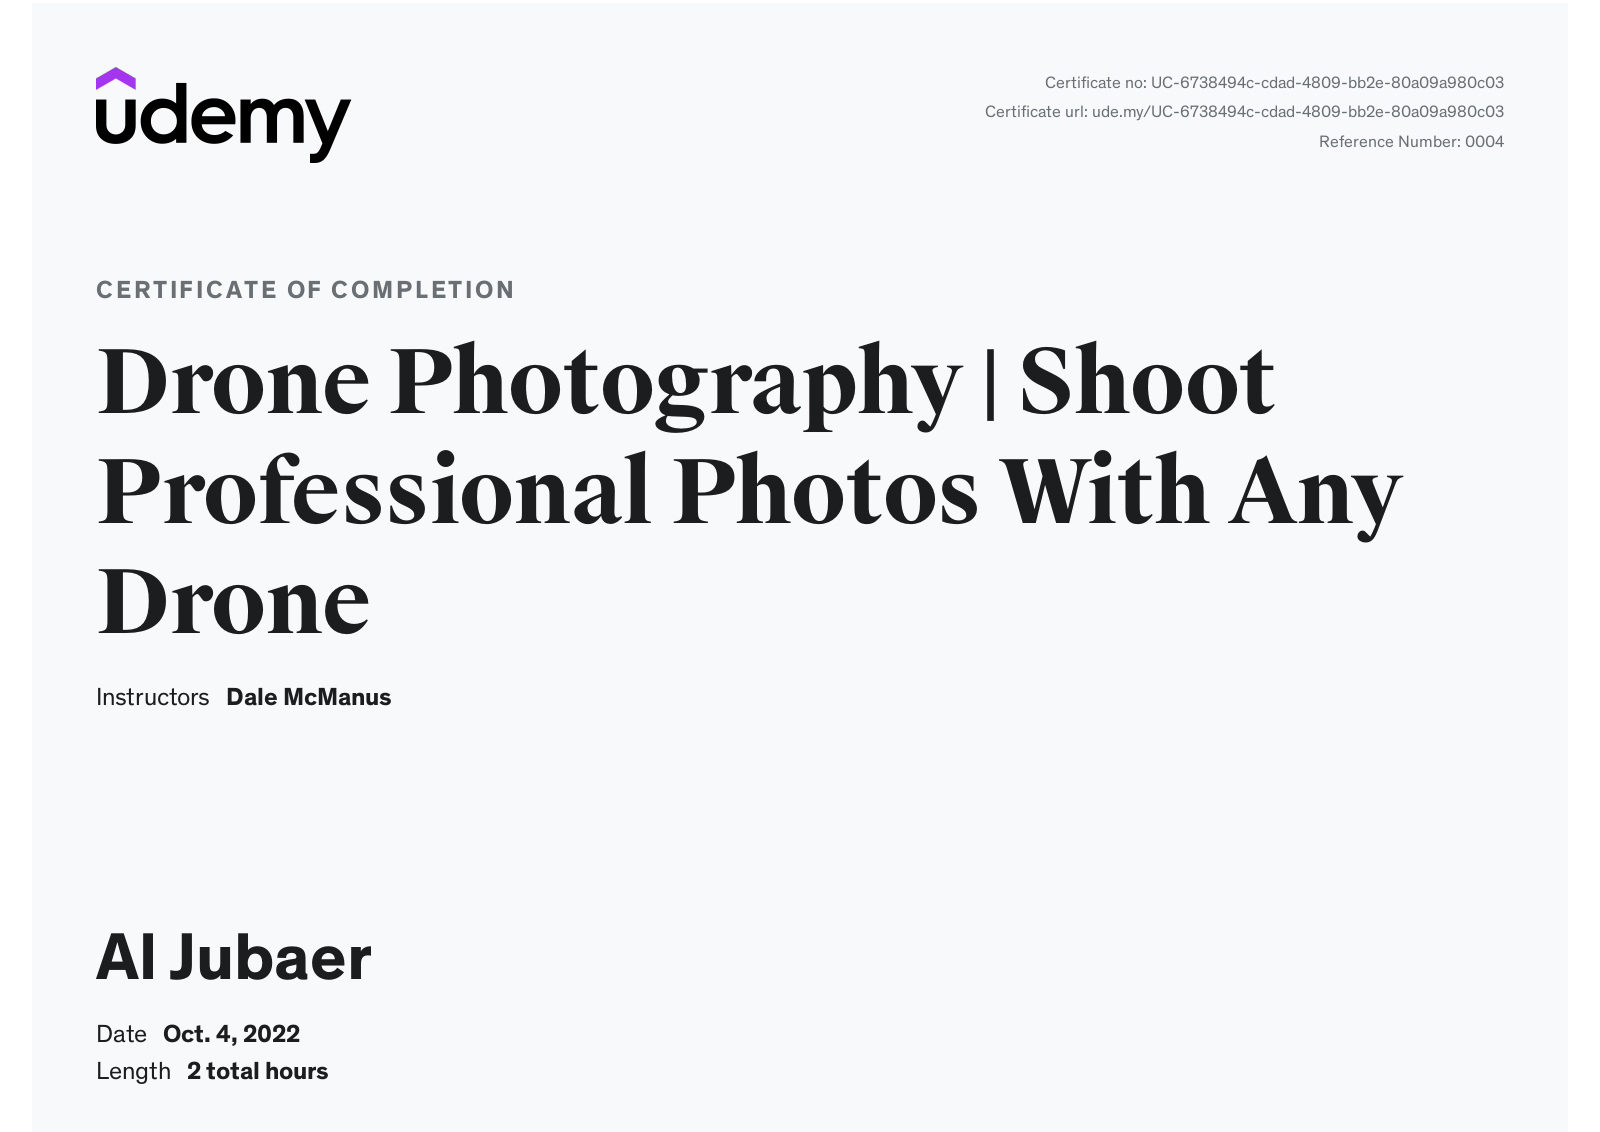 udemy
Certificate no: UC-6738494c-cdad-4809-bb2e-80a09a980c03
Certificate url: ude.my/UC-6738494c-cdad-4809-bb2e-80a09a980c03
Reference Number: 0004
CERTIFICATE OF COMPLETION
Drone Photography | Shoot
Professional Photos With Any
Drone
Instructors Dale McManus
Al Jubaer
Date Oct. 4, 2022
Length 2 total hours